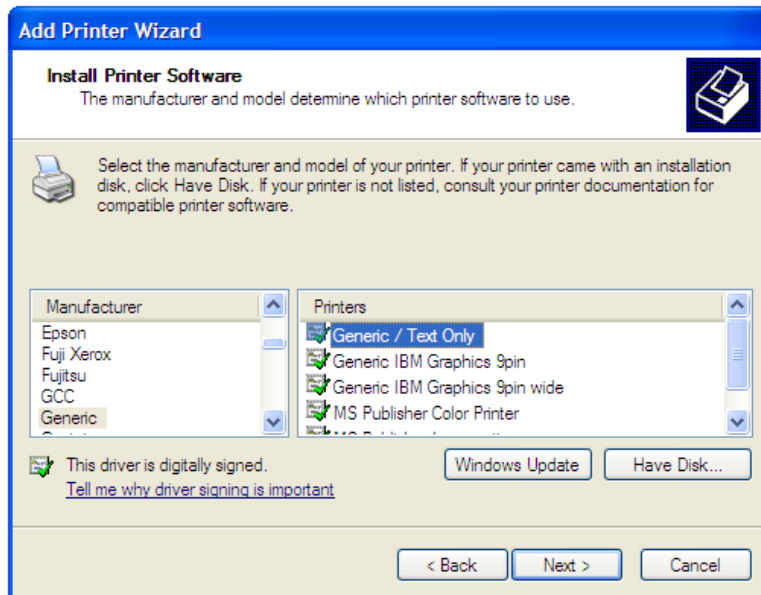 Add Printer Wizard
Install Printer Software
The manufacturer and model determine which printer software to use.
Select the manufacturer and model of your printer. If your printer came with an installation
disk, click Have Disk. If your printer is not listed, consult your printer documentation for
compatible printer software.
Manufacturer
Epson
Fuji Xerox
Fujitsu
GCC
Generic
Printers
Generic / Text Only
Generic IBM Graphics 9pin
Generic IBM Graphics 9pin wide
MS Publisher Color Printer
This driver is digitally signed.
Tell me why driver signing is important
Windows Update
Have Disk...
< Back
Next >
Cancel